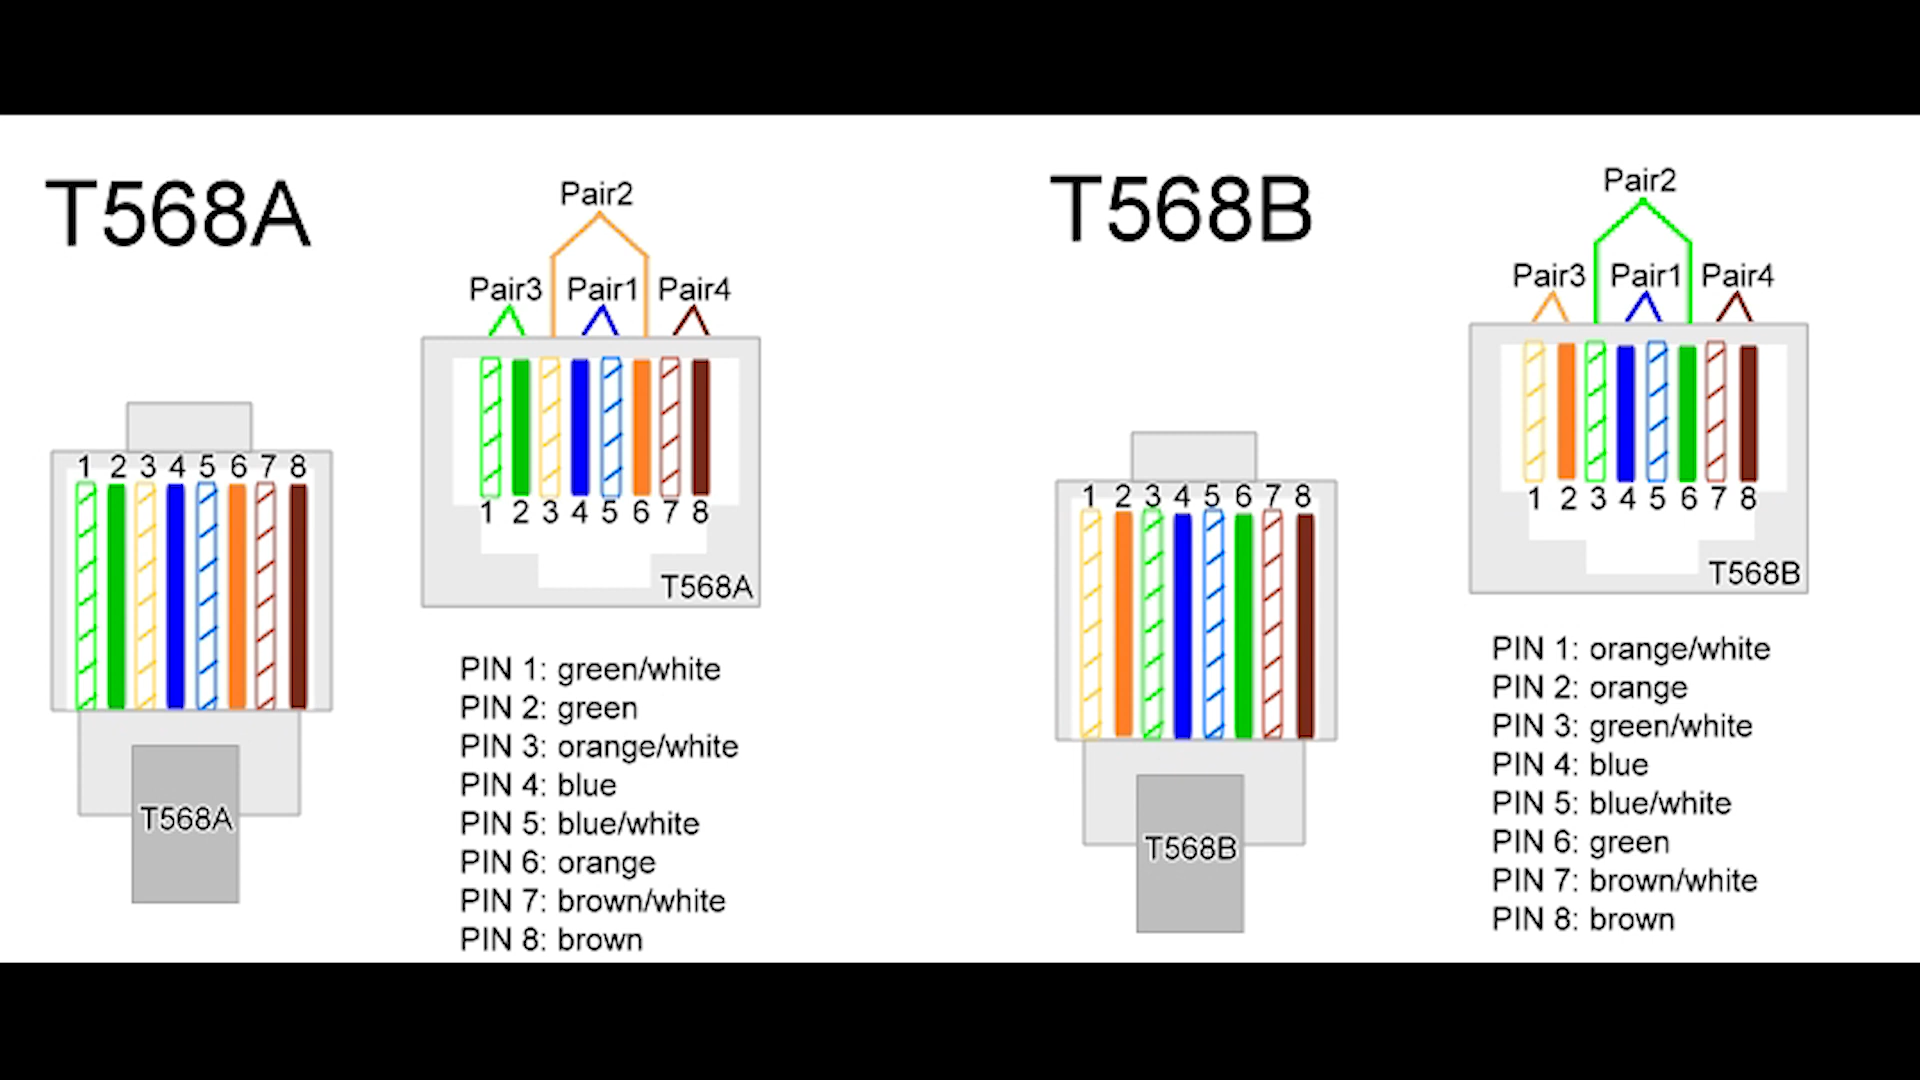 T568A
Pair2
Pair3 Pair1 Pair4
1 2 3 4 5 6 7 8
T568A
1 2 3 4 5 6 7 8
T568A
PIN 1: green/white
PIN 2: green
PIN 3: orange/white
PIN 4: blue
PIN 5: blue/white
PIN 6: orange
PIN 7: brown/white
PIN 8: brown
T568B
Pair2
Pair3 Pair1 Pair4
1 2 3 4 5 6 7 8
T568B
1 2 3 4 5 6 7 8
T568B
PIN 1: orange/white
PIN 2: orange
PIN 3: green/white
PIN 4: blue
PIN 5: blue/white
PIN 6: green
PIN 7: brown/white
PIN 8: brown